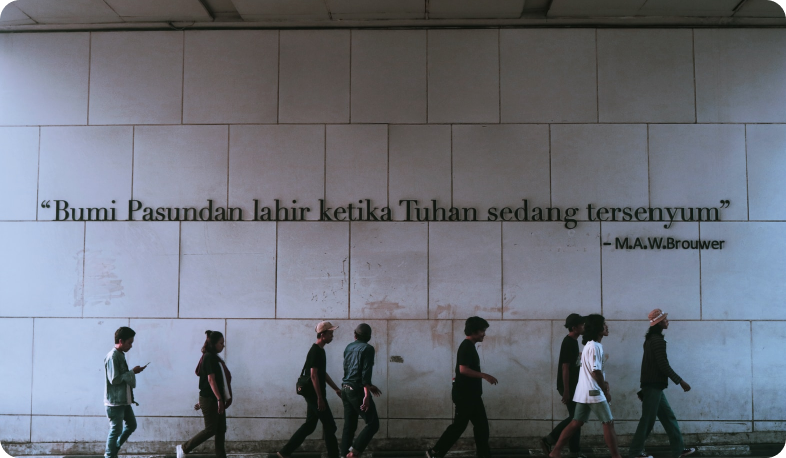 “Bumi Pasundan lahir ketika Tuhan sedang tersenyum”
– M.A.W.Brouwer